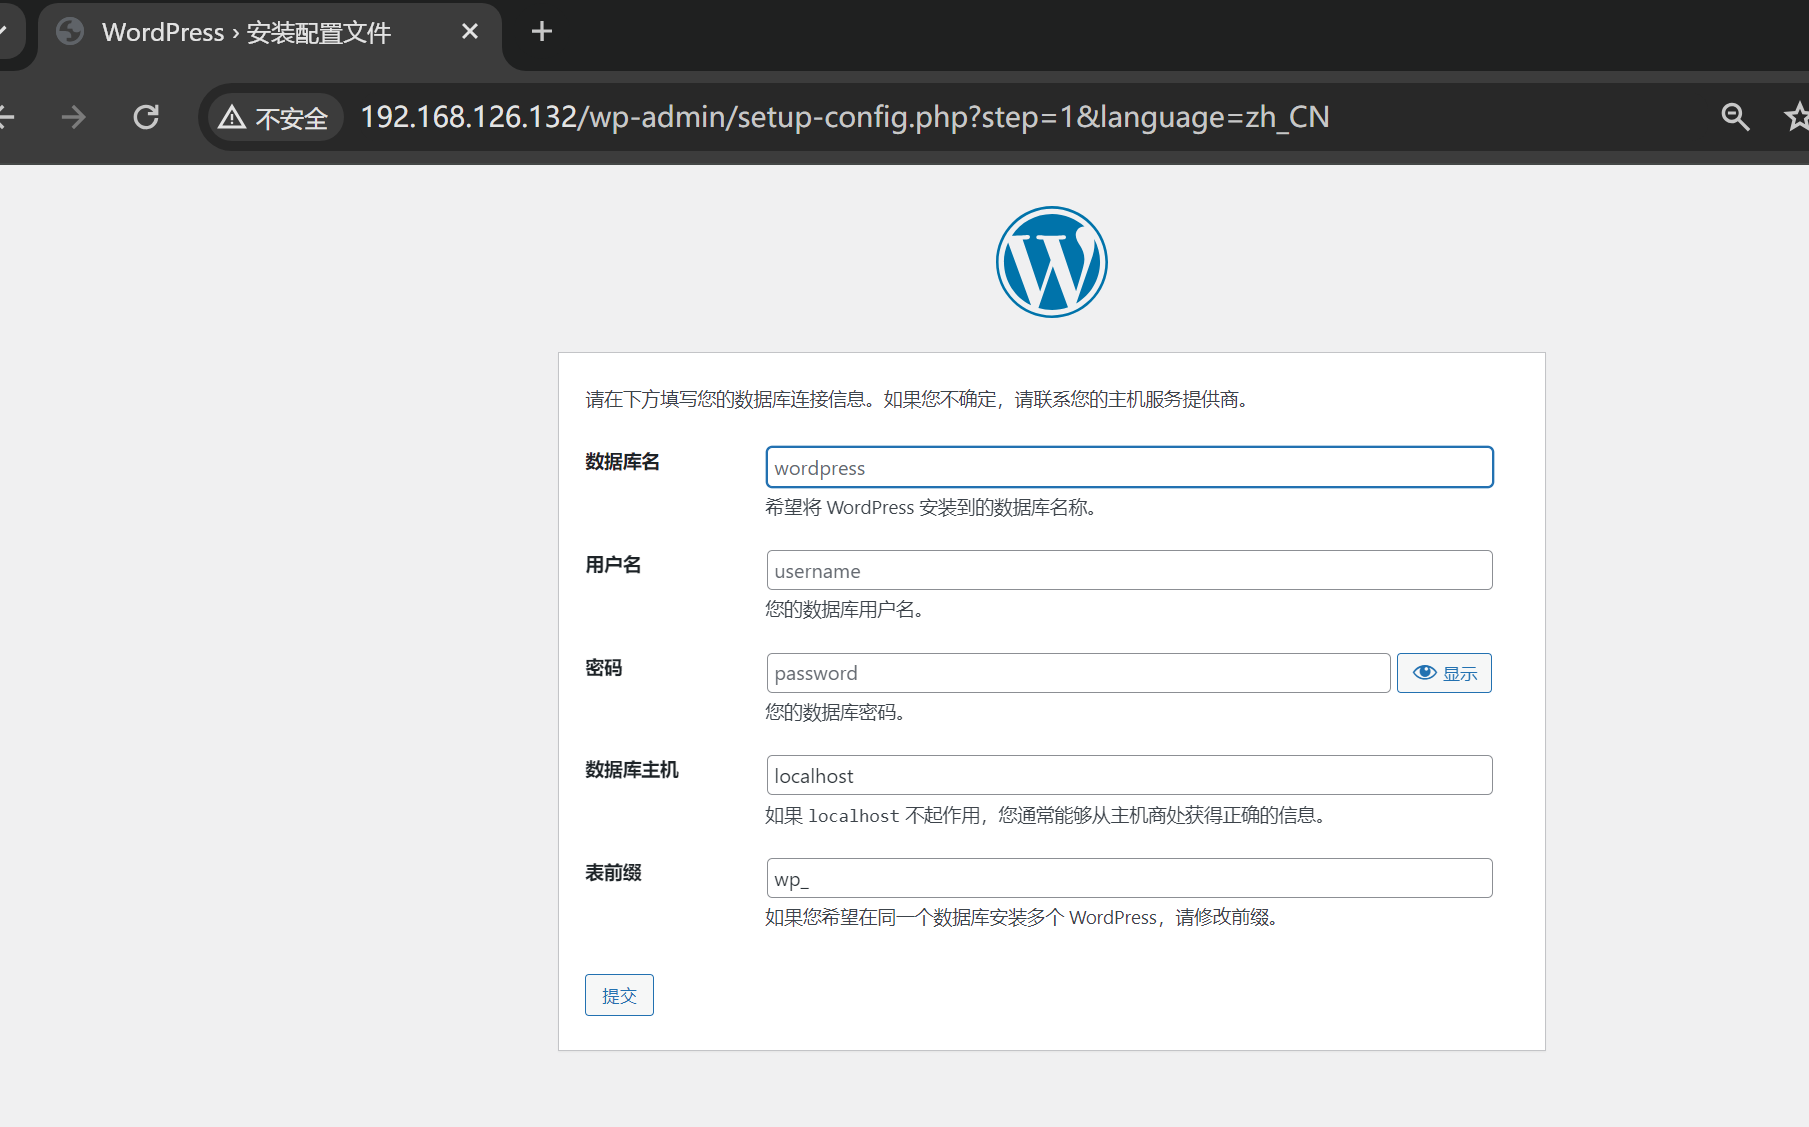 WordPress › 安装配置文件
不安全 192.168.126.132/wp-admin/setup-config.php?step=1&language=zh_CN
请在下方填写您的数据库连接信息。如果您不确定，请联系您的主机服务提供商。
数据库名
wordpress
希望将 WordPress 安装到的数据库名称。
用户名
username
您的数据库用户名。
密码
password
显示
您的数据库密码。
数据库主机
localhost
如果 localhost 不起作用，您通常能够从主机商处获得正确的信息。
表前缀
wp_
如果您希望在同一个数据库安装多个 WordPress，请修改前缀。
提交